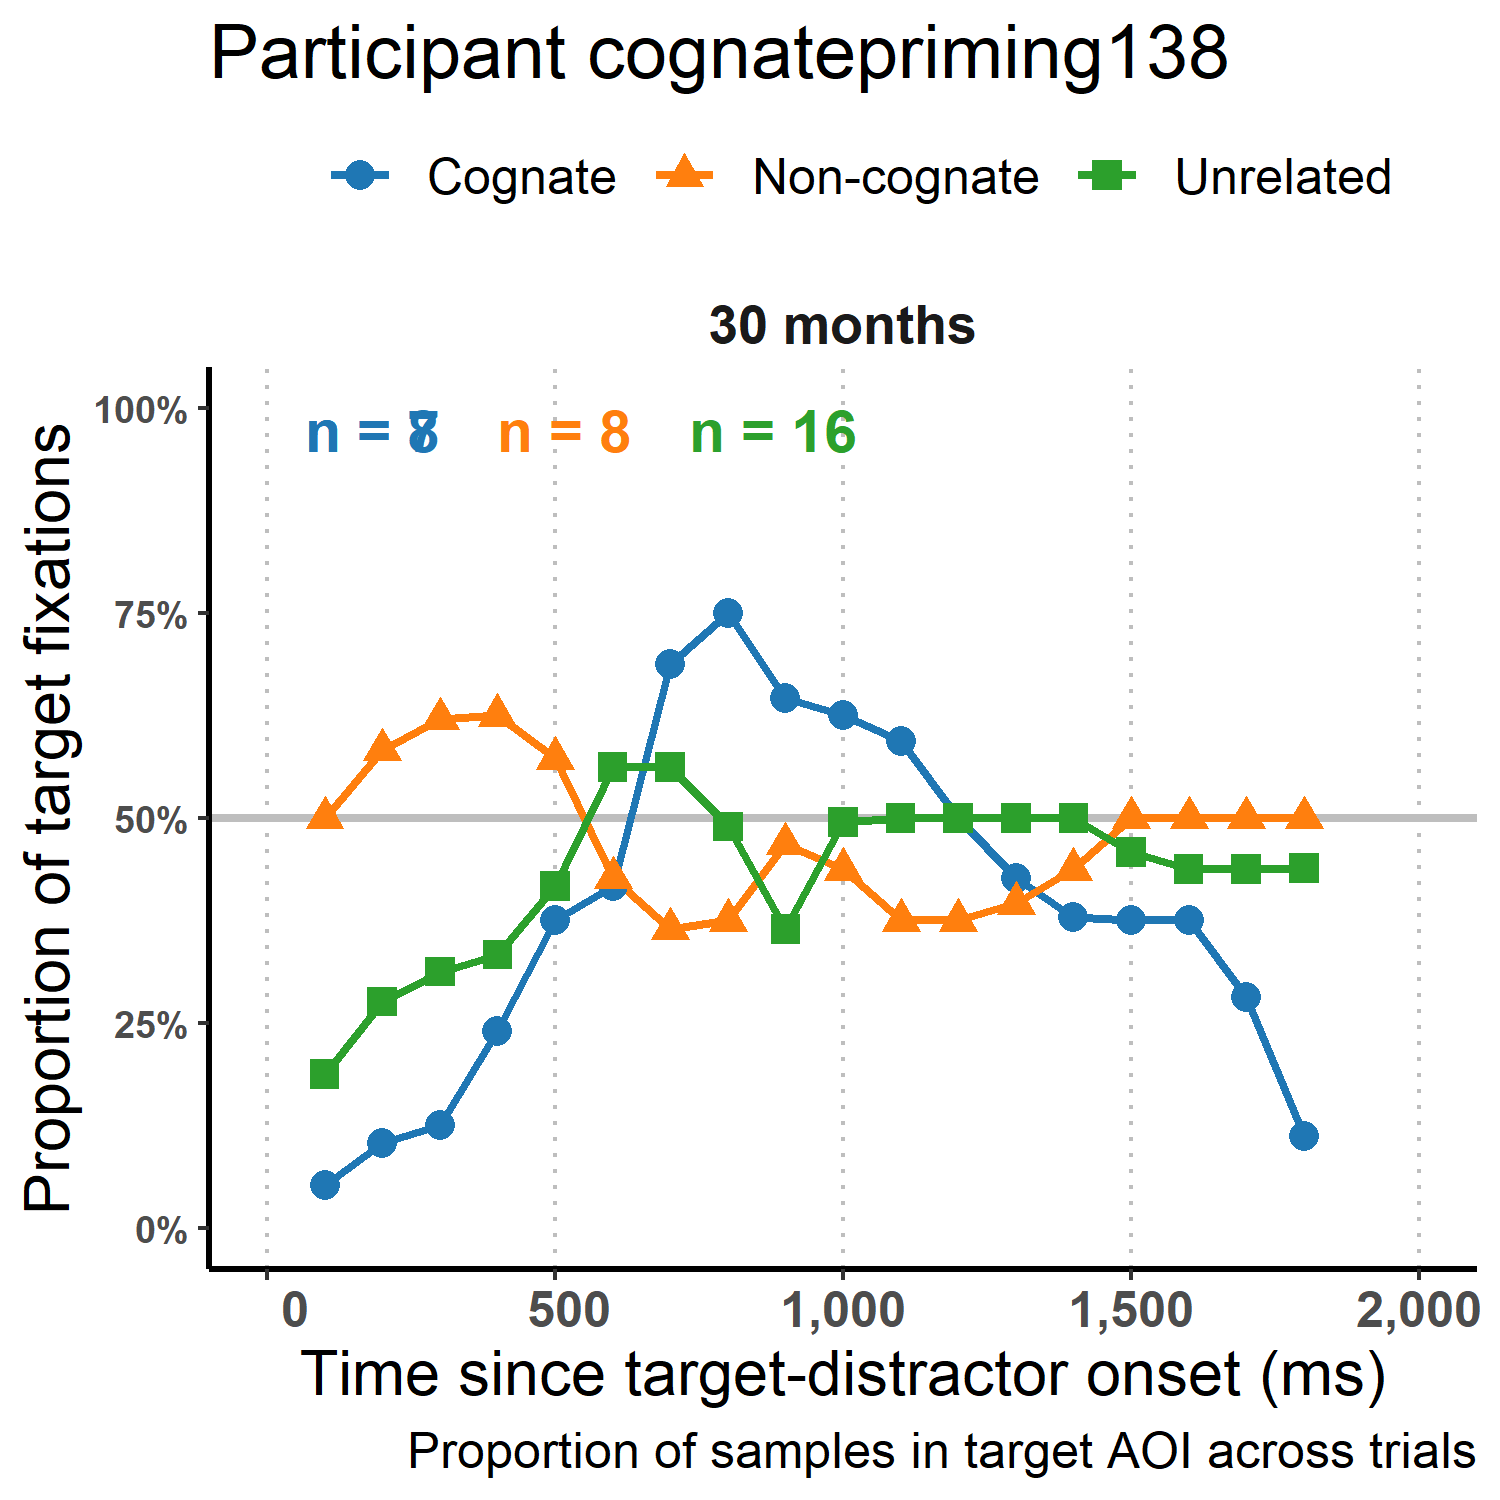 Participant cognatepriming138
Cognate Non-cognate Unrelated
30 months
n = n = 8 n = 16
100%
75%
50%
25%
0%
Proportion of target fixations
0 500 1,000 1,500 2,000
Time since target-distractor onset (ms)
Proportion of samples in target AOI across trials